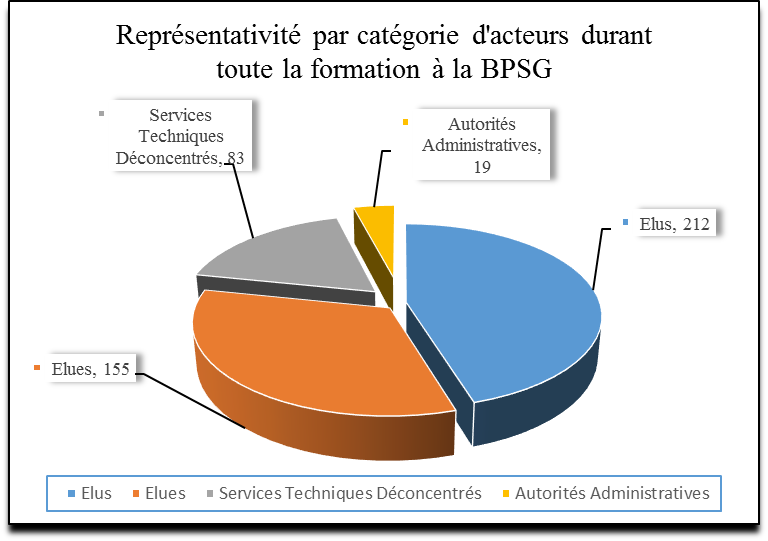 Représentativité par catégorie d'acteurs durant
toute la formation à la BPSG
Services
Techniques
Déconcentrés, 83
Autorités
Administratives,
19
Elus, 212
Elues, 155
Elus
Elues
Services Techniques Déconcentrés
Autorités Administratives